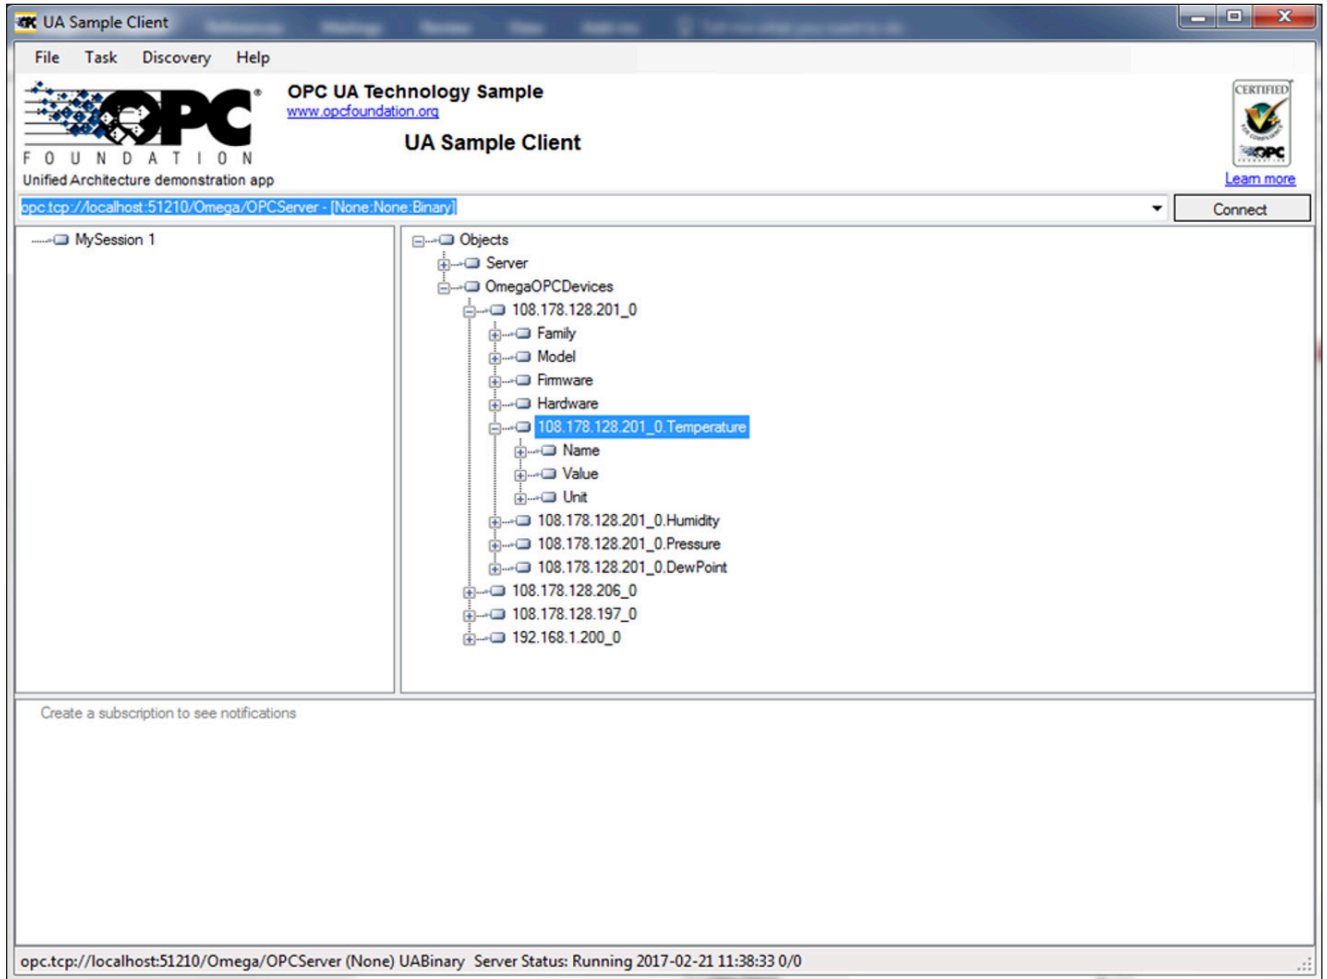 UA Sample Client
File Task Discovery Help
OPC
FOUNDATION
Unified Architecture demonstration app
OPC UA Technology Sample
www.opcfoundation.org
UA Sample Client
CERTIFIED
OPC
Learn more
opc.tcp://localhost:51210/Omega/OPCServer - [None:None:Binary]
Connect
MySession 1
Objects
Server
OmegaOPCDevices
108.178.128.201_0
Family
Model
Firmware
Hardware
108.178.128.201_0.Temperature
Name
Value
Unit
108.178.128.201_0.Humidity
108.178.128.201_0.Pressure
108.178.128.201_0.DewPoint
108.178.128.206_0
108.178.128.197_0
192.168.1.200_0
Create a subscription to see notifications
opc.tcp://localhost:51210/Omega/OPCServer (None) UABinary Server Status: Running 2017-02-21 11:38:33 0/0